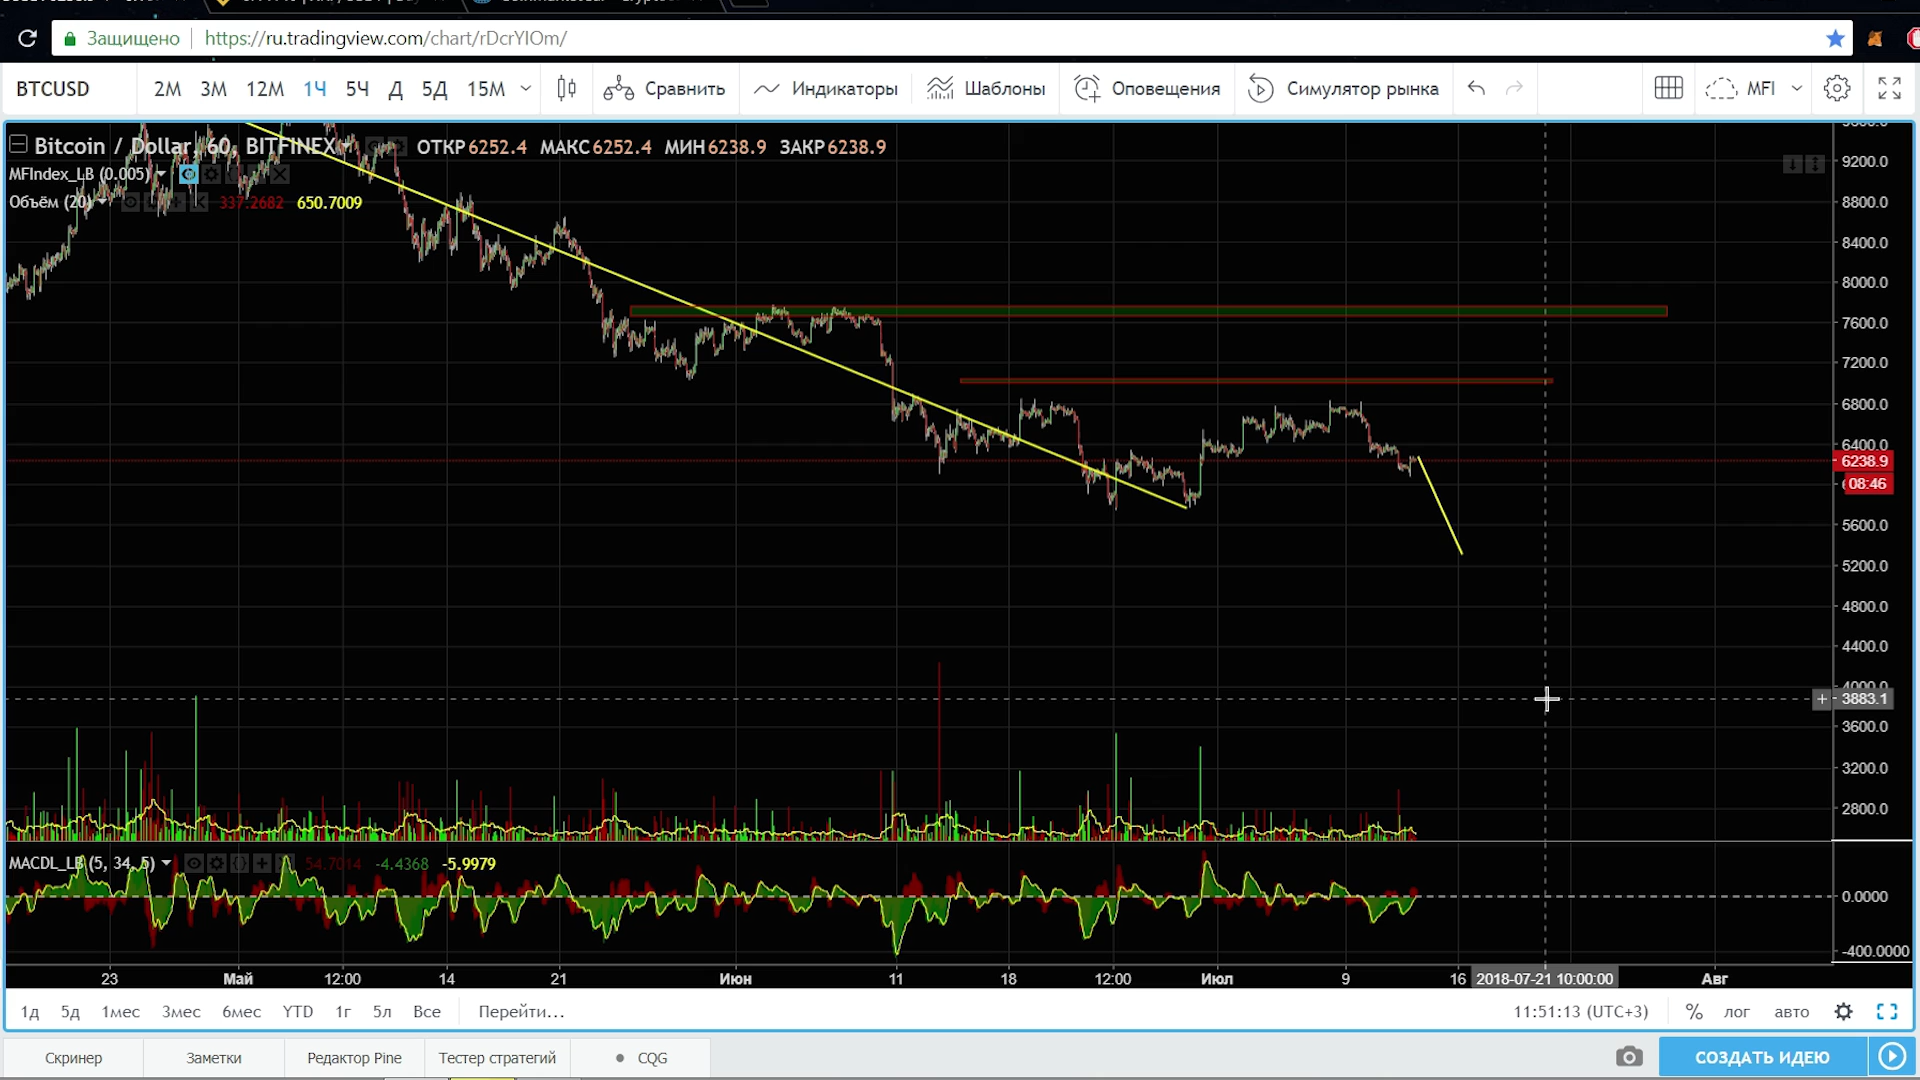 Защищено https://ru.tradingview.com/chart/rDcrYIOm/
BTCUSD 2М 3М 12М 1Ч 5Ч Д 5Д 15М Сравнить Индикаторы Шаблоны Оповещения Симулятор рынка MFI
Bitcoin / Dollar, 60, BITFINEX ОТКР 6252.4 МАКС 6252.4 МИН 6238.9 ЗАКР 6238.9
MFIndex_LB (0.005)
Объём (20) 337.2682 650.7009
9200.0
8800.0
8400.0
8000.0
7600.0
7200.0
6800.0
6400.0
6238.9
08:46
5600.0
5200.0
4800.0
4400.0
4000.0
3883.1
3600.0
3200.0
2800.0
MACDL_LB (5, 34, 5) 54.7014 -4.4368 -5.9979
0.0000
-400.0000
23 Май 12:00 14 21 Июн 11 18 12:00 Июл 9 16 2018-07-21 10:00:00 Авг
1д 5д 1мес 3мес 6мес YTD 1г 5л Все Перейти... 11:51:13 (UTC+3) % лог авто
Скринер Заметки Редактор Pine Тестер стратегий CQG СОЗДАТЬ ИДЕЮ